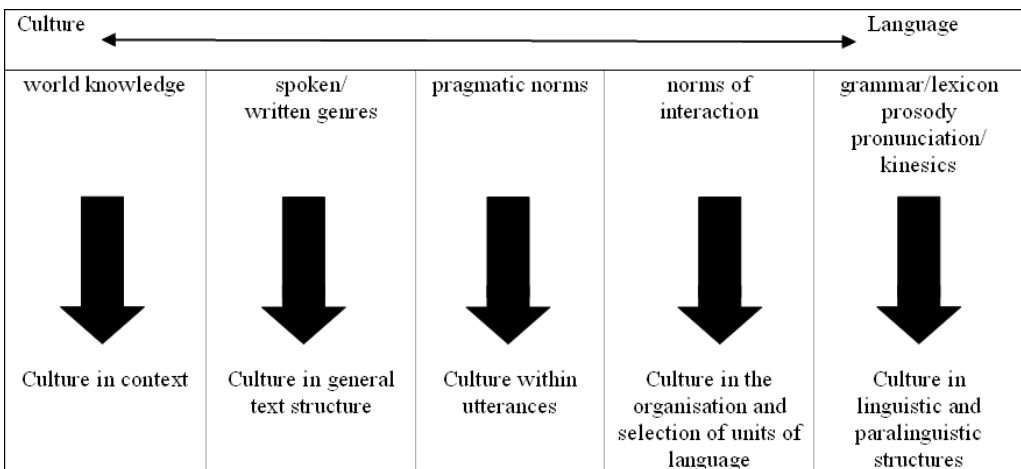 Culture
Language
world knowledge
spoken/
written genres
pragmatic norms
norms of
interaction
grammar/lexicon
prosody
pronunciation/
kinesics
Culture in context
Culture in general
text structure
Culture within
utterances
Culture in the
organisation and
selection of units of
language
Culture in
linguistic and
paralinguistic
structures